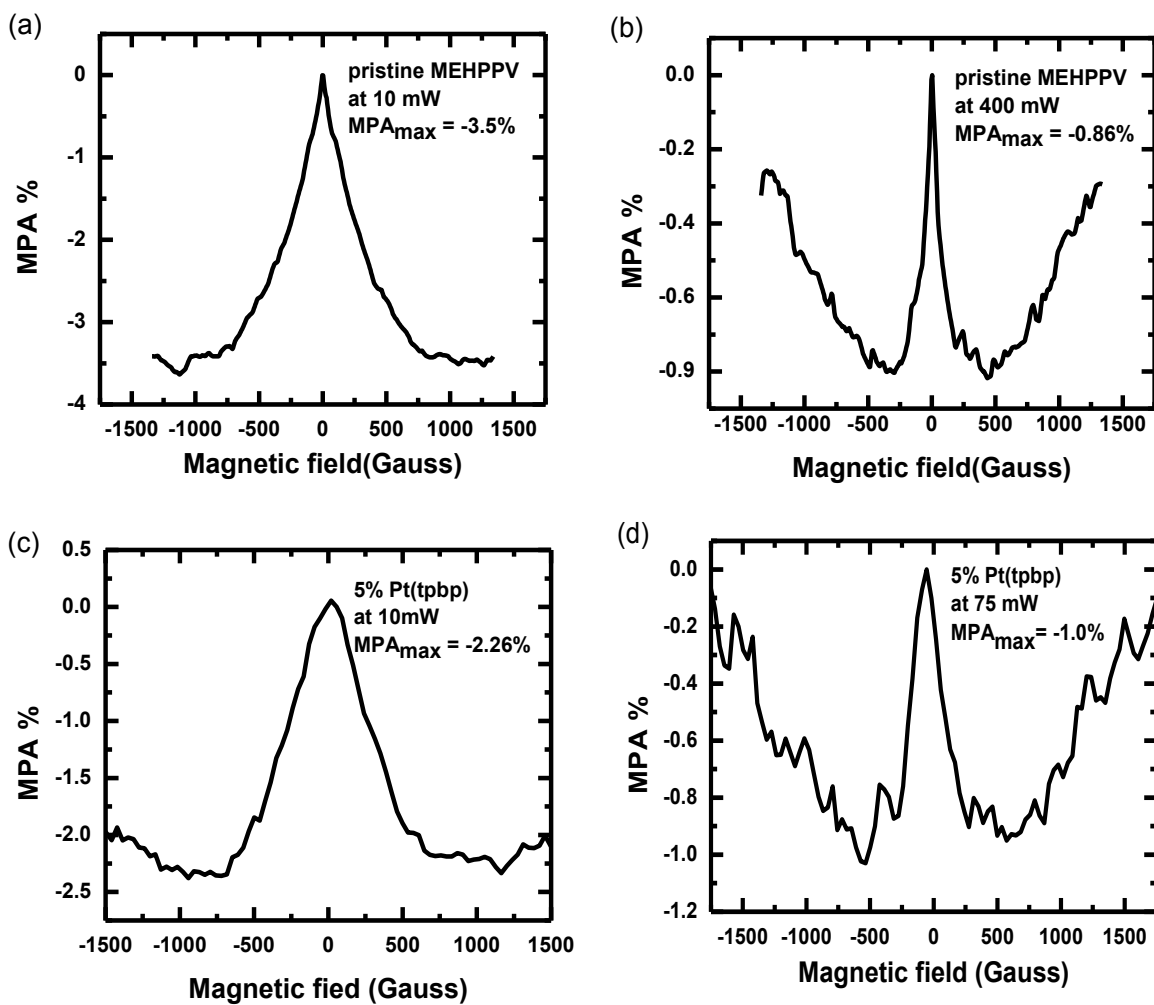 (a)
0
-1
-2
-3
-4
MPA %
pristine MEHPPV
at 10 mW
MPAmax = -3.5%
-1500 -1000 -500 0 500 1000 1500
Magnetic field(Gauss)
(b)
0.0
-0.2
-0.4
-0.6
-0.9
MPA %
pristine MEHPPV
at 400 mW
MPAmax = -0.86%
-1500 -1000 -500 0 500 1000 1500
Magnetic field(Gauss)
(c)
0.5
0.0
-0.5
-1.0
-1.5
-2.0
-2.5
MPA %
5% Pt(tpbp)
at 10mW
MPAmax = -2.26%
-1500 -1000 -500 0 500 1000 1500
Magnetic fied (Gauss)
(d)
0.0
-0.2
-0.4
-0.6
-0.8
-1.0
-1.2
MPA %
5% Pt(tpbp)
at 75 mW
MPAmax= -1.0%
-1500 -1000 -500 0 500 1000 1500
Magnetic field (Gauss)